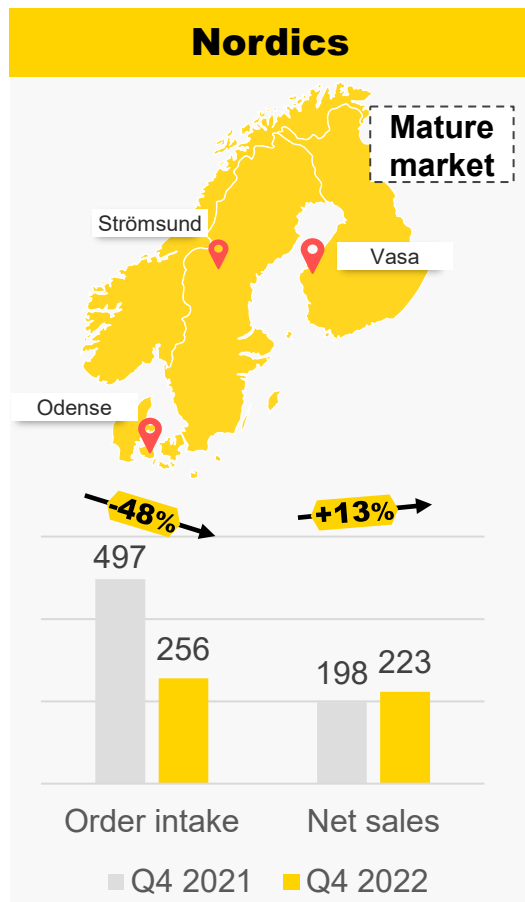 Nordics
Mature
market
Strömsund
Vasa
Odense
-48%
+13%
497
256
198
223
Order intake
Net sales
Q4 2021
Q4 2022